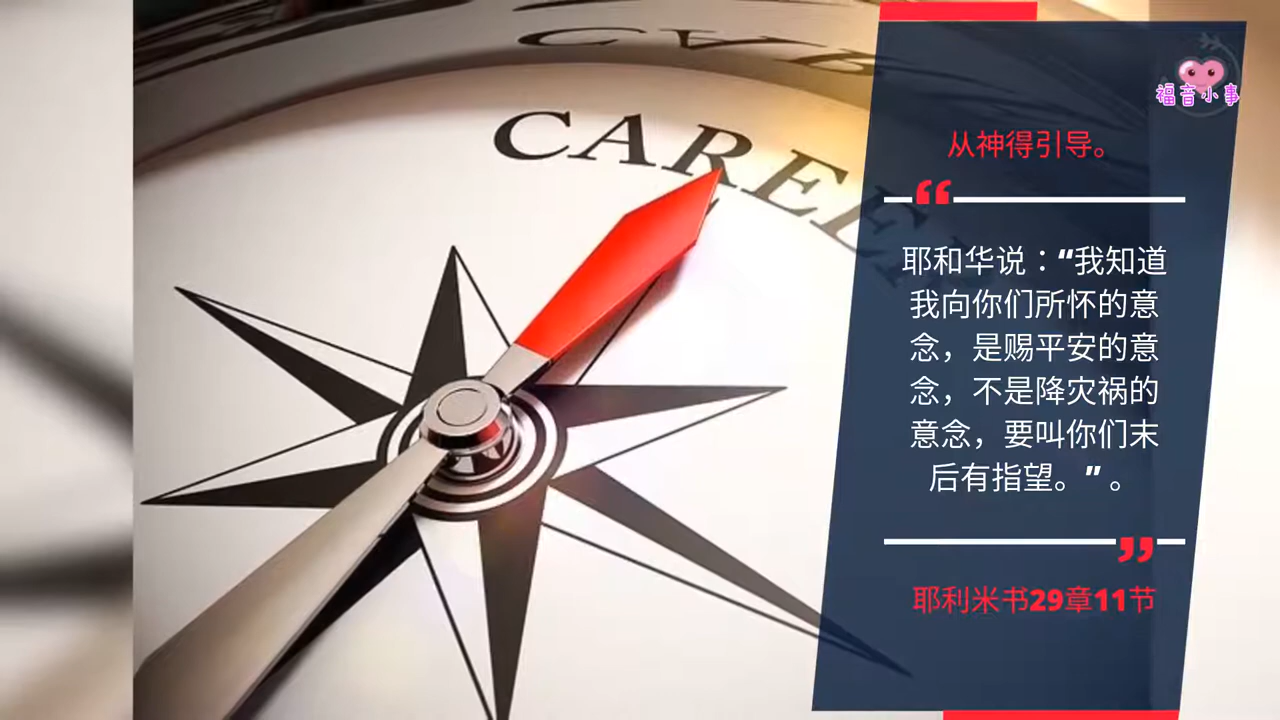 CAREE
福音小事
从神得引导。
“
耶和华说：“我知道
我向你们所怀的意
念，是赐平安的意
念，不是降灾祸的
意念，要叫你们末
后有指望。”。
”
耶利米书29章11节